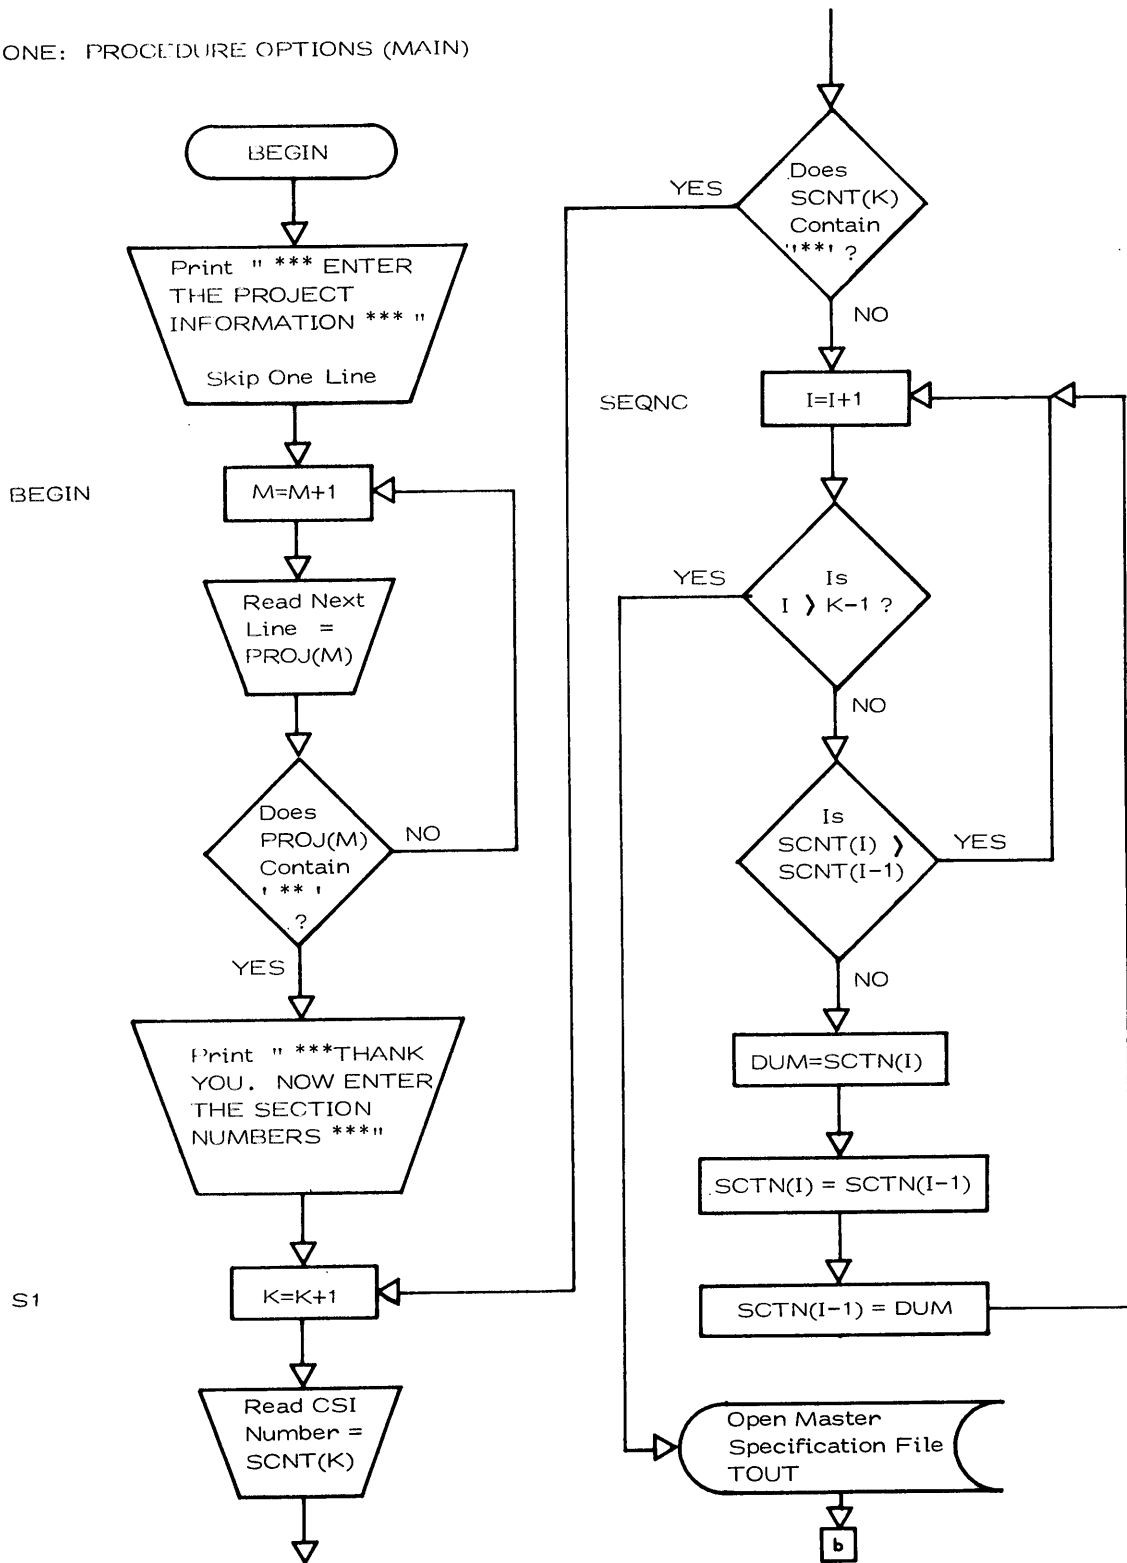 ONE: PROCEDURE OPTIONS (MAIN)
BEGIN
Print " *** ENTER
THE PROJECT
INFORMATION *** "
Skip One Line
BEGIN
M=M+1
Read Next
Line =
PROJ(M)
Does
PROJ(M)
Contain
' ** '
?
NO
YES
Print " ***THANK
YOU. NOW ENTER
THE SECTION
NUMBERS ***"
S1
K=K+1
Read CSI
Number =
SCNT(K)
Does
SCNT(K)
Contain
''**' ?
YES
NO
SEQNC
I=I+1
Is
I > K-1 ?
YES
NO
Is
SCNT(I) >
SCNT(I-1)
YES
NO
DUM=SCTN(I)
SCTN(I) = SCTN(I-1)
SCTN(I-1) = DUM
Open Master
Specification File
TOUT
b